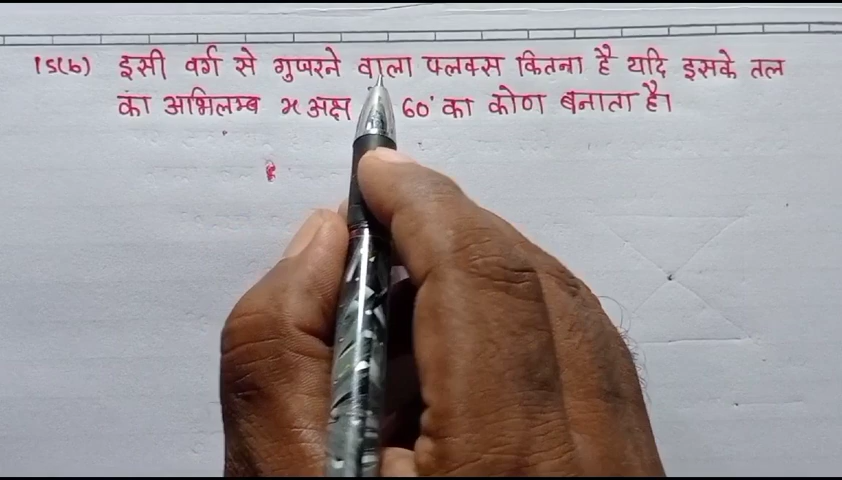 15(b) इसी वर्ग से गुजरने वाला फ्लक्स कितना है यदि इसके तल
का अभिलम्ब x अक्ष 60° का कोण बनाता है।